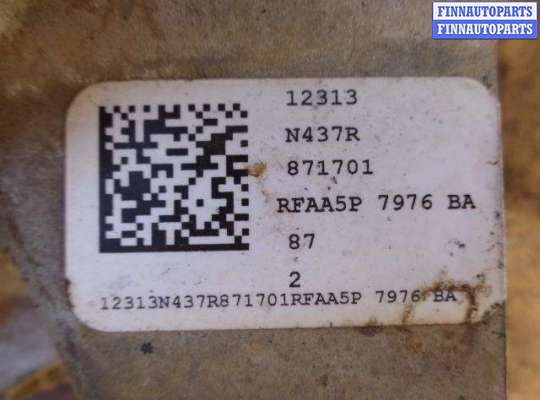 FINNAUTOPARTS
FINNAUTOPARTS
12313
N437R
871701
RFAA5P 7976 BA
87
2
12313N437R871701RFAA5P 7976 BA